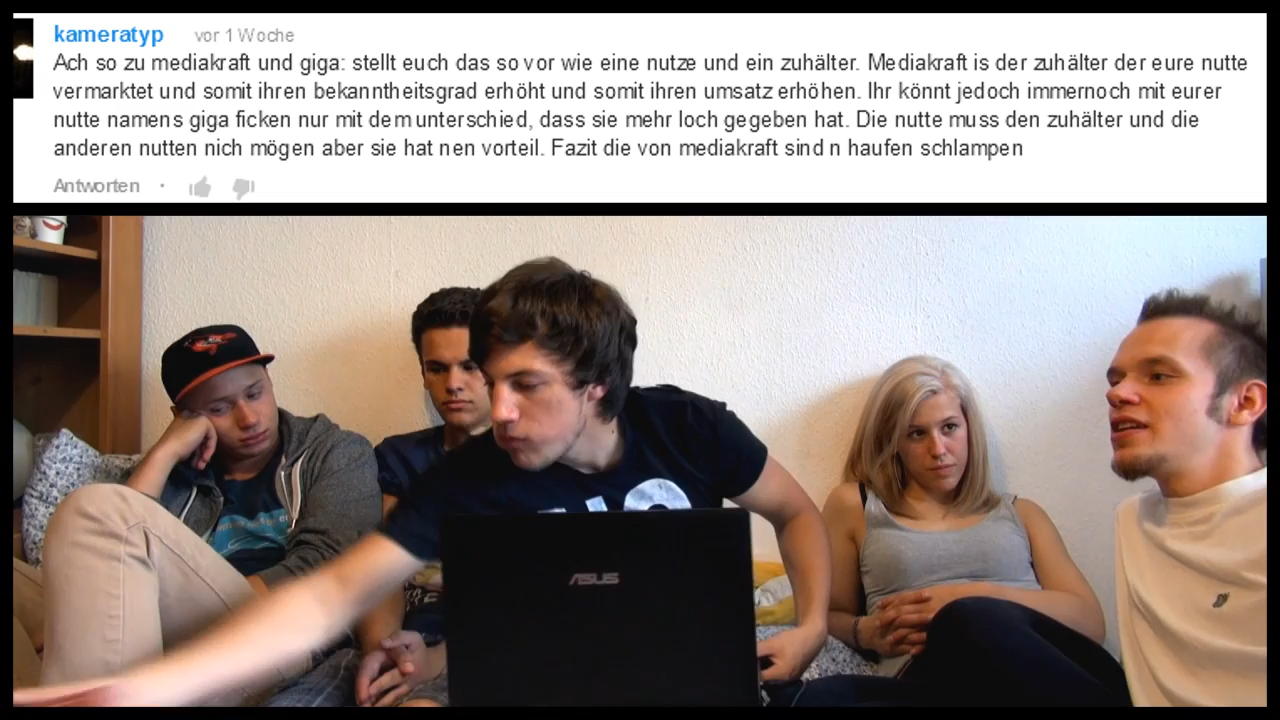 kameratyp vor 1 Woche
Ach so zu mediakraft und giga: stellt euch das so vor wie eine nutze und ein zuhälter. Mediakraft is der zuhälter der eure nutte
vermarktet und somit ihren bekanntheitsgrad erhöht und somit ihren umsatz erhöhen. Ihr könnt jedoch immernoch mit eurer
nutte namens giga ficken nur mit dem unterschied, dass sie mehr loch gegeben hat. Die nutte muss den zuhälter und die
anderen nutten nich mögen aber sie hat nen vorteil. Fazit die von mediakraft sind n haufen schlampen
Antworten ·
ASUS